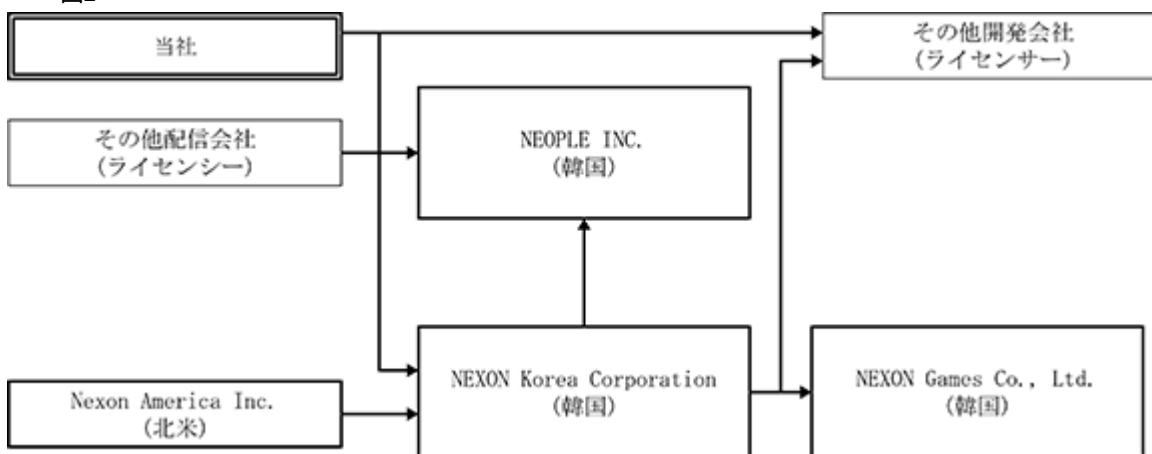 当社
その他開発会社
(ライセンサー)
その他配信会社
(ライセンシー)
NEOPLE INC.
(韓国)
NEXON Korea Corporation
(韓国)
NEXON Games Co., Ltd.
(韓国)
Nexon America Inc.
(北米)